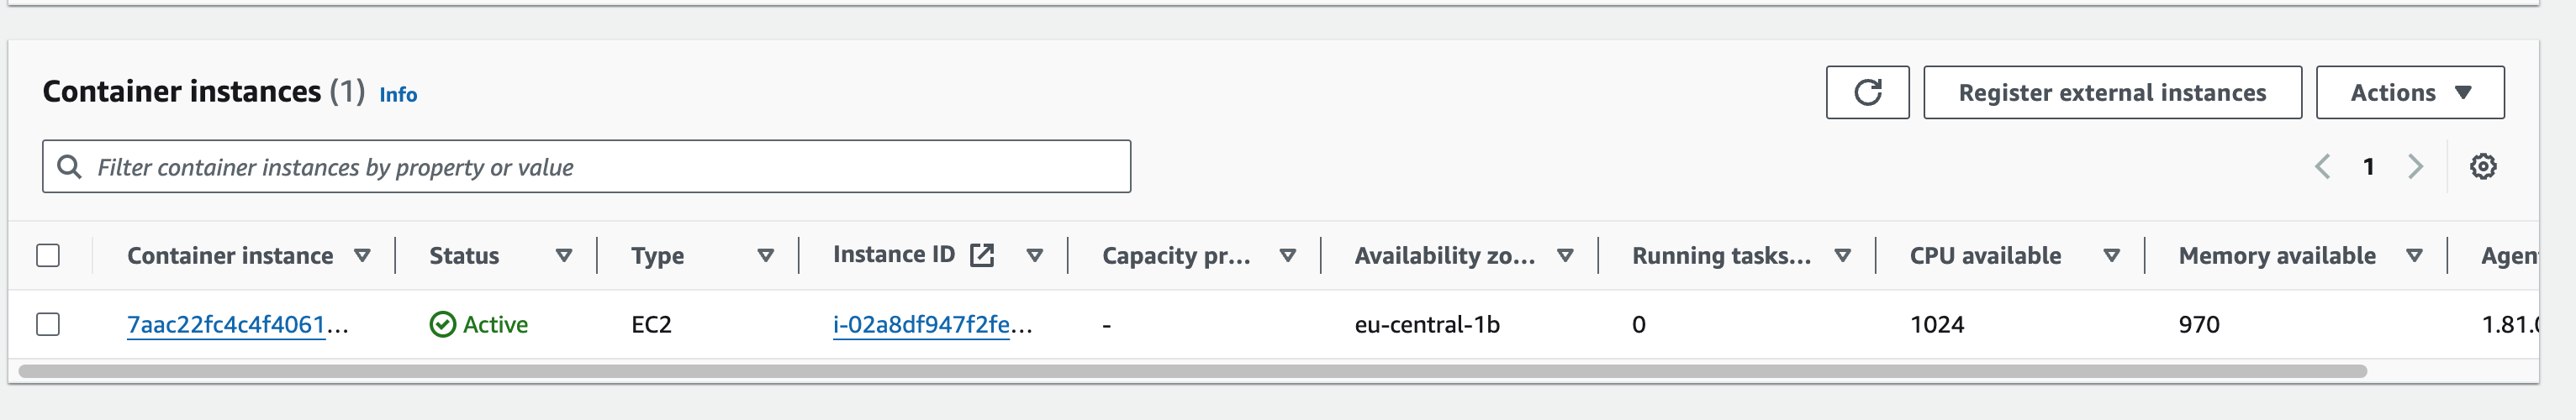 Container instances (1) Info
Register external instances
Actions
Filter container instances by property or value
1
Container instance Status Type Instance ID Capacity pr... Availability zo... Running tasks... CPU available Memory available Agen
7aac22fc4c4f4061... Active EC2 i-02a8df947f2fe... - eu-central-1b 0 1024 970 1.81.0